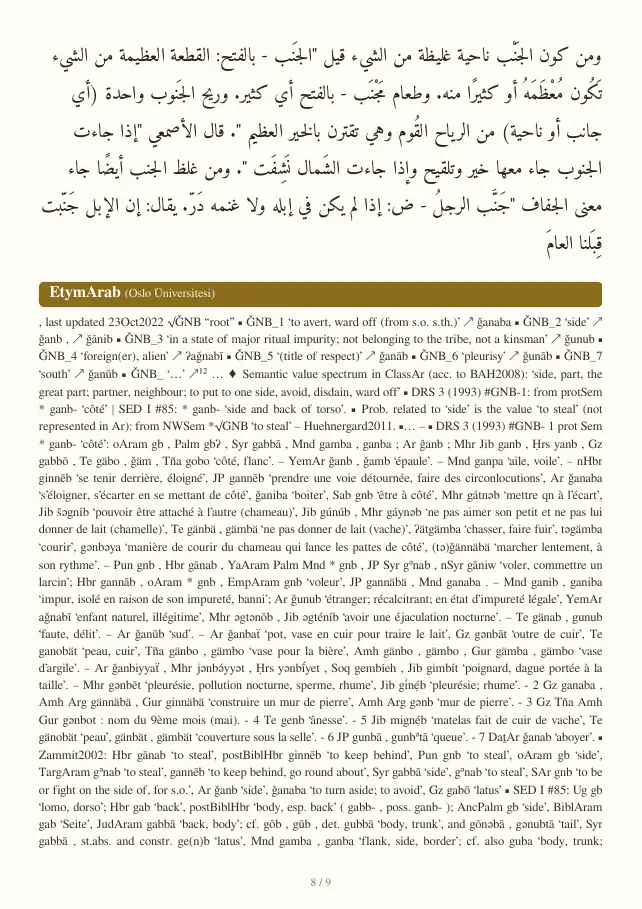 ومن كون الجَنْب ناحية غليظة من الشيء قيل "الجَنَب - بالفتح: القطعة العظيمة من الشيء
تَكُون مُعْظَمَهُ أو كثيرًا منه. وطعام مَجْنَب - بالفتح أي كثير. وريح الجَنوب واحدة (أي
جانب أو ناحية) من الرياح القُوم وهي تقترن بالخير العظيم ". قال الأصمعي "إذا جاءت
الجنوب جاء معها خير وتلقيح وإذا جاءت الشَمال نَشِفَت ". ومن غلظ الجنب أيضًا جاء
معنى الجفاف "جَنَّب الرجلُ - ض: إذا لم يكن في إبله ولا غنمه دَرّ. يقال: إن الإبل جَنّبت
قِبَلنا العامَ
EtymArab (Oslo Üniversitesi)
, last updated 23Oct2022 √ǦNB “root” ▪ ǦNB_1 ‘to avert, ward off (from s.o. s.th.)’ ↗ ǧanaba ▪ ǦNB_2 ‘side’ ↗
ǧanb , ↗ ǧānib ▪ ǦNB_3 ‘in a state of major ritual impurity; not belonging to the tribe, not a kinsman’ ↗ ǧunub ▪
ǦNB_4 ‘foreign(er), alien’ ↗ ʔaǧnabī ▪ ǦNB_5 ‘(title of respect)’ ↗ ǧanāb ▪ ǦNB_6 ‘pleurisy’ ↗ ǧunāb ▪ ǦNB_7
‘south’ ↗ ǧanūb ▪ ǦNB_ ‘…’ ↗¹² … ♦ Semantic value spectrum in ClassAr (acc. to BAH2008): ‘side, part, the
great part; partner, neighbour; to put to one side, avoid, disdain, ward off’ ▪ DRS 3 (1993) #GNB-1: from protSem
* ganb- ‘côté’ | SED I #85: * ganb- ‘side and back of torso’. ▪ Prob. related to ‘side’ is the value ‘to steal’ (not
represented in Ar): from NWSem *√GNB ‘to steal’ – Huehnergard2011. ▪… – ▪ DRS 3 (1993) #GNB- 1 prot Sem
* ganb- ‘côté’: oAram gb , Palm gbʔ , Syr gabbā , Mnd gamba , ganba ; Ar ǧanb ; Mhr Jib ganb , Ḥrs yanb , Gz
gabbō , Te gäbo , ǧäm , Tña gobo ‘côté, flanc’. – YemAr ǧanb , ǧamb ‘épaule’. – Mnd ganpa ‘aile, voile’. – nHbr
ginnēb ‘se tenir derrière, éloigné’, JP gannēb ‘prendre une voie détournée, faire des circonlocutions’, Ar ǧanaba
‘s’éloigner, s’écarter en se mettant de côté’, ǧaniba ‘boiter’, Sab gnb ‘être à côté’, Mhr gátnəb ‘mettre qn à l’écart’,
Jib šəgníb ‘pouvoir être attaché à l’autre (chameau)’, Jib gúnúb , Mhr gáynəb ‘ne pas aimer son petit et ne pas lui
donner de lait (chamelle)’, Te gänbä , gämbä ‘ne pas donner de lait (vache)’, ʔätgämba ‘chasser, faire fuir’, təgämba
‘courir’, gənbəya ‘manière de courir du chameau qui lance les pattes de côté’, (tə)ǧännäbä ‘marcher lentement, à
son rythme’. – Pun gnb , Hbr gānab , YaAram Palm Mnd * gnb , JP Syr gᵊnab , nSyr gāniw ‘voler, commettre un
larcin’; Hbr gannāb , oAram * gnb , EmpAram gnb ‘voleur’, JP gannābā , Mnd ganaba . – Mnd ganib , ganiba
‘impur, isolé en raison de son impureté, banni’; Ar ǧunub ‘étranger; récalcitrant; en état d’impureté légale’, YemAr
aǧnabī ‘enfant naturel, illégitime’, Mhr əgtənōb , Jib əgténíb ‘avoir une éjaculation nocturne’. – Te gänab , gunub
‘faute, délit’. – Ar ǧanūb ‘sud’. – Ar ǧanbaẗ ‘pot, vase en cuir pour traire le lait’, Gz gənbāt ‘outre de cuir’, Te
ganobät ‘peau, cuir’, Tña gänbo , gämbo ‘vase pour la bière’, Amh gänbo , gämbo , Gur gämba , gämbo ‘vase
d’argile’. – Ar ǧanbiyyaẗ , Mhr jənbə́yyət , Ḥrs yənbī́yet , Soq gembíeh , Jib gimbít ‘poignard, dague portée à la
taille’. – Mhr gənbēt ‘pleurésie, pollution nocturne, sperme, rhume’, Jib gịnẹ́b ‘pleurésie; rhume’. - 2 Gz ganaba ,
Amh Arg gännäbä , Gur ginnäbä ‘construire un mur de pierre’, Amh Arg gənb ‘mur de pierre’. - 3 Gz Tña Amh
Gur gənbot : nom du 9ème mois (mai). - 4 Te genb ‘ânesse’. - 5 Jib mignẹ́b ‘matelas fait de cuir de vache’, Te
gänobät ‘peau’, gänbät , gämbät ‘couverture sous la selle’. - 6 JP gunbā , gunbᵊtā ‘queue’. - 7 DaṯAr ǧanab ‘aboyer’. ▪
Zammit2002: Hbr gānab ‘to steal’, postBiblHbr ginnēb ‘to keep behind’, Pun gnb ‘to steal’, oAram gb ‘side’,
TargAram gᵊnab ‘to steal’, gannēb ‘to keep behind, go round about’, Syr gabbā ‘side’, gᵊnab ‘to steal’, SAr gnb ‘to be
or fight on the side of, for s.o.’, Ar ǧanb ‘side’, ǧanaba ‘to turn aside; to avoid’, Gz gabō ‘latus’ ▪ SED I #85: Ug gb
‘lomo, dorso’; Hbr gab ‘back’, postBiblHbr ‘body, esp. back’ ( gabb- , poss. ganb- ); AncPalm gb ‘side’, BiblAram
gab ‘Seite’, JudAram gabbā ‘back, body’; cf. gōb , gūb , det. gubbā ‘body, trunk’, and gōnəbā , gənubtā ‘tail’, Syr
gabbā , st.abs. and constr. ge(n)b ‘latus’, Mnd gamba , ganba ‘flank, side, border’; cf. also guba ‘body, trunk;
8 / 9